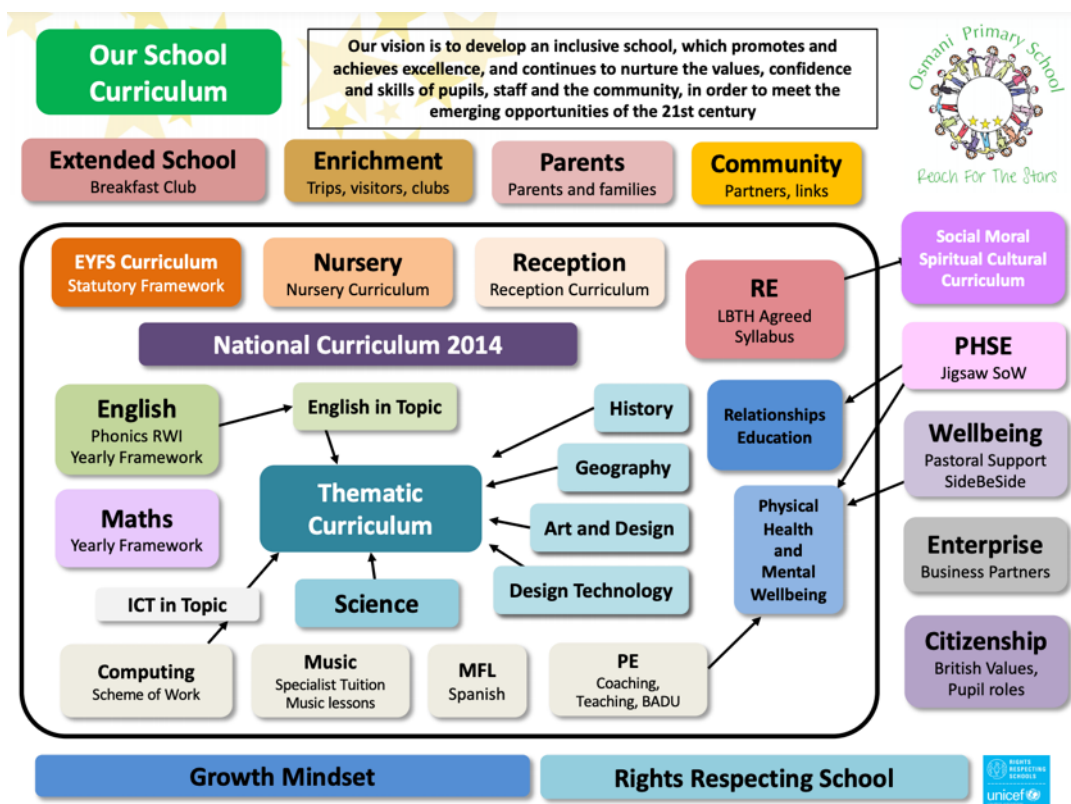 Our School
Curriculum
Our vision is to develop an inclusive school, which promotes and
achieves excellence, and continues to nurture the values, confidence
and skills of pupils, staff and the community, in order to meet the
emerging opportunities of the 21st century
Osmani Primary School
Reach For The Stars
Extended School
Breakfast Club
Enrichment
Trips, visitors, clubs
Parents
Parents and families
Community
Partners, links
EYFS Curriculum
Statutory Framework
Nursery
Nursery Curriculum
Reception
Reception Curriculum
RE
LBTH Agreed
Syllabus
Social Moral
Spiritual Cultural
Curriculum
National Curriculum 2014
PHSE
Jigsaw SoW
English
Phonics RWI
Yearly Framework
English in Topic
History
Relationships
Education
Wellbeing
Pastoral Support
SideBeSide
Thematic
Curriculum
Geography
Maths
Yearly Framework
Art and Design
Physical
Health
and
Mental
Wellbeing
Enterprise
Business Partners
ICT in Topic
Science
Design Technology
Citizenship
British Values,
Pupil roles
Computing
Scheme of Work
Music
Specialist Tuition
Music lessons
MFL
Spanish
PE
Coaching,
Teaching, BADU
Growth Mindset
Rights Respecting School
RIGHTS
RESPECTING
SCHOOLS
unicef